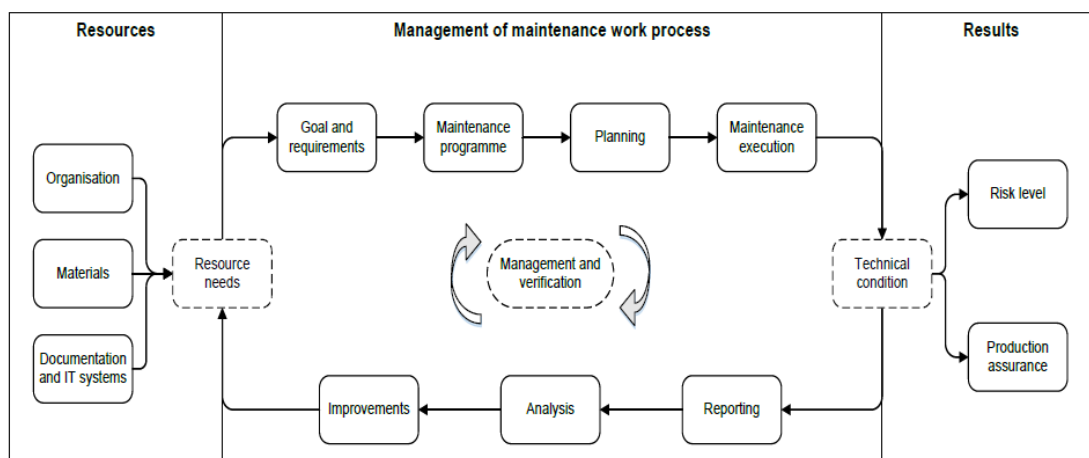 Resources
Management of maintenance work process
Results
Goal and
requirements
Maintenance
programme
Planning
Maintenance
execution
Organisation
Materials
Documentation
and IT systems
Resource
needs
Management and
verification
Technical
condition
Risk level
Production
assurance
Improvements
Analysis
Reporting